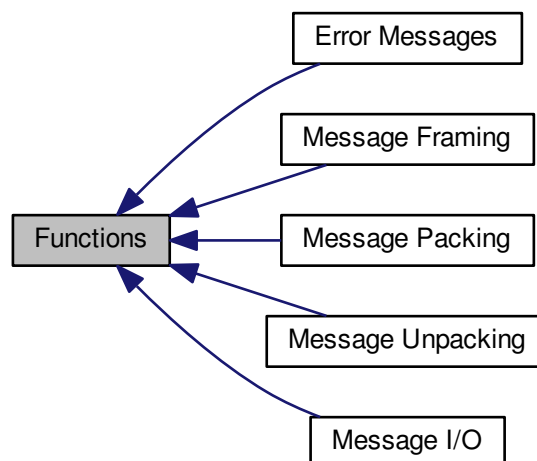 Error Messages
Message Framing
Functions
Message Packing
Message Unpacking
Message I/O